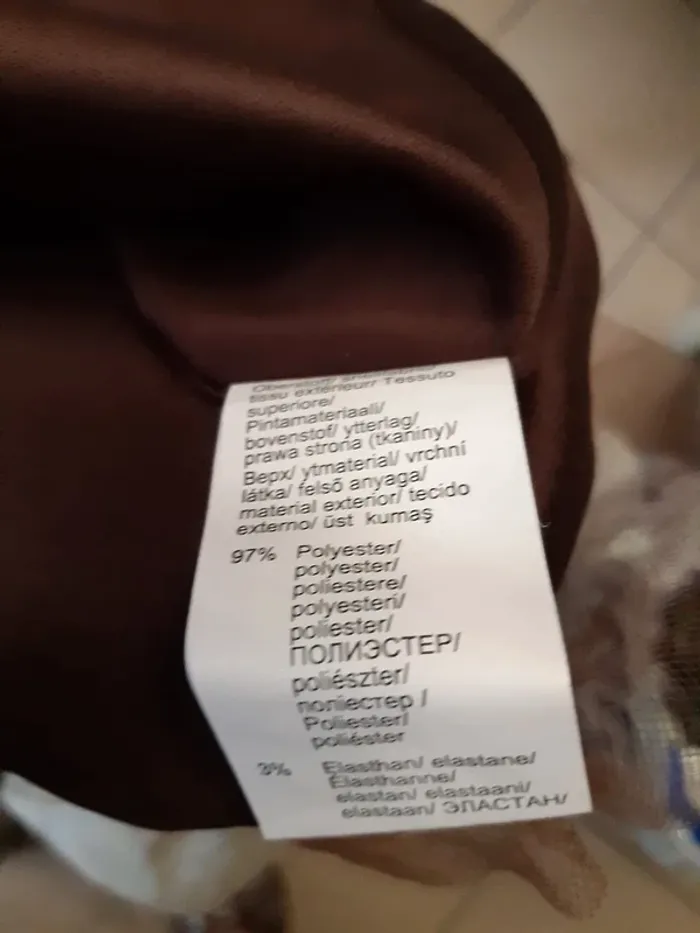 Oberstoff/
tissu extérieur/ Tessuto
superiore/
Pintamateriaali/
bovenstof/ ytterlag/
prawa strona (tkaniny)/
Верх/ ytmaterial/ vrchní
látka/ felső anyaga/
material exterior/ tecido
externo/ üst kumaş
97% Polyester/
polyester/
poliestere/
polyesteri/
poliester/
ПОЛИЭСТЕР/
poliészter/
поліестер /
Poliester/
poliéster
3% Elasthan/ elastane/
Élasthanne/
elastan/ elastaani/
elastaan/ ЭЛАСТАН/